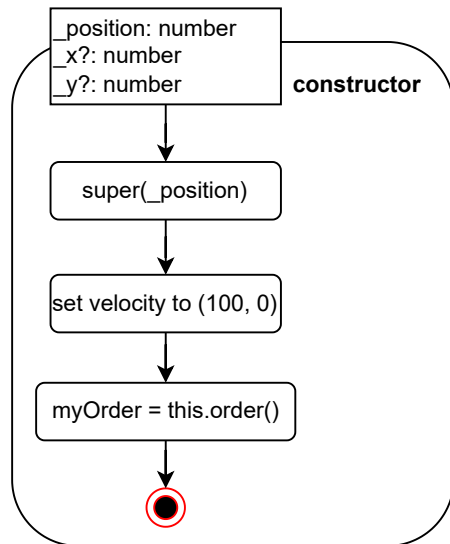 _position: number
_x?: number
_y?: number
constructor
super(_position)
set velocity to (100, 0)
myOrder = this.order()